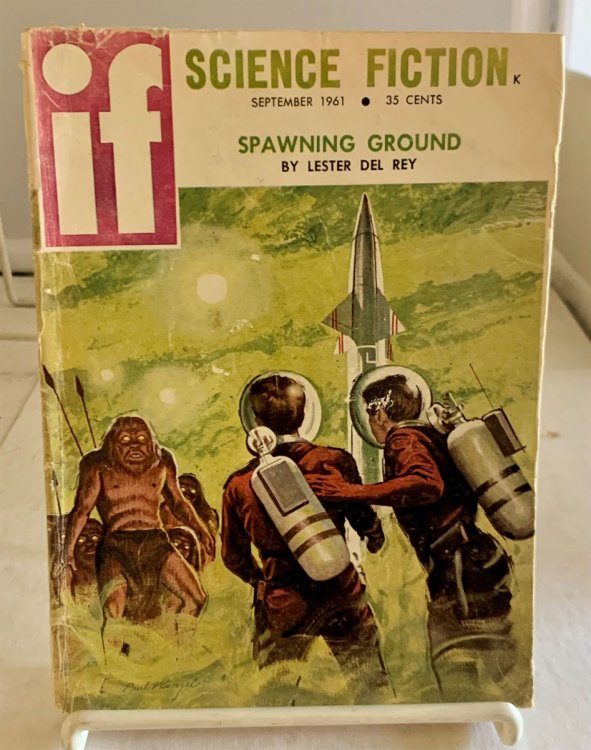 if
SCIENCE FICTION K
SEPTEMBER 1961 ● 35 CENTS
SPAWNING GROUND
BY LESTER DEL REY